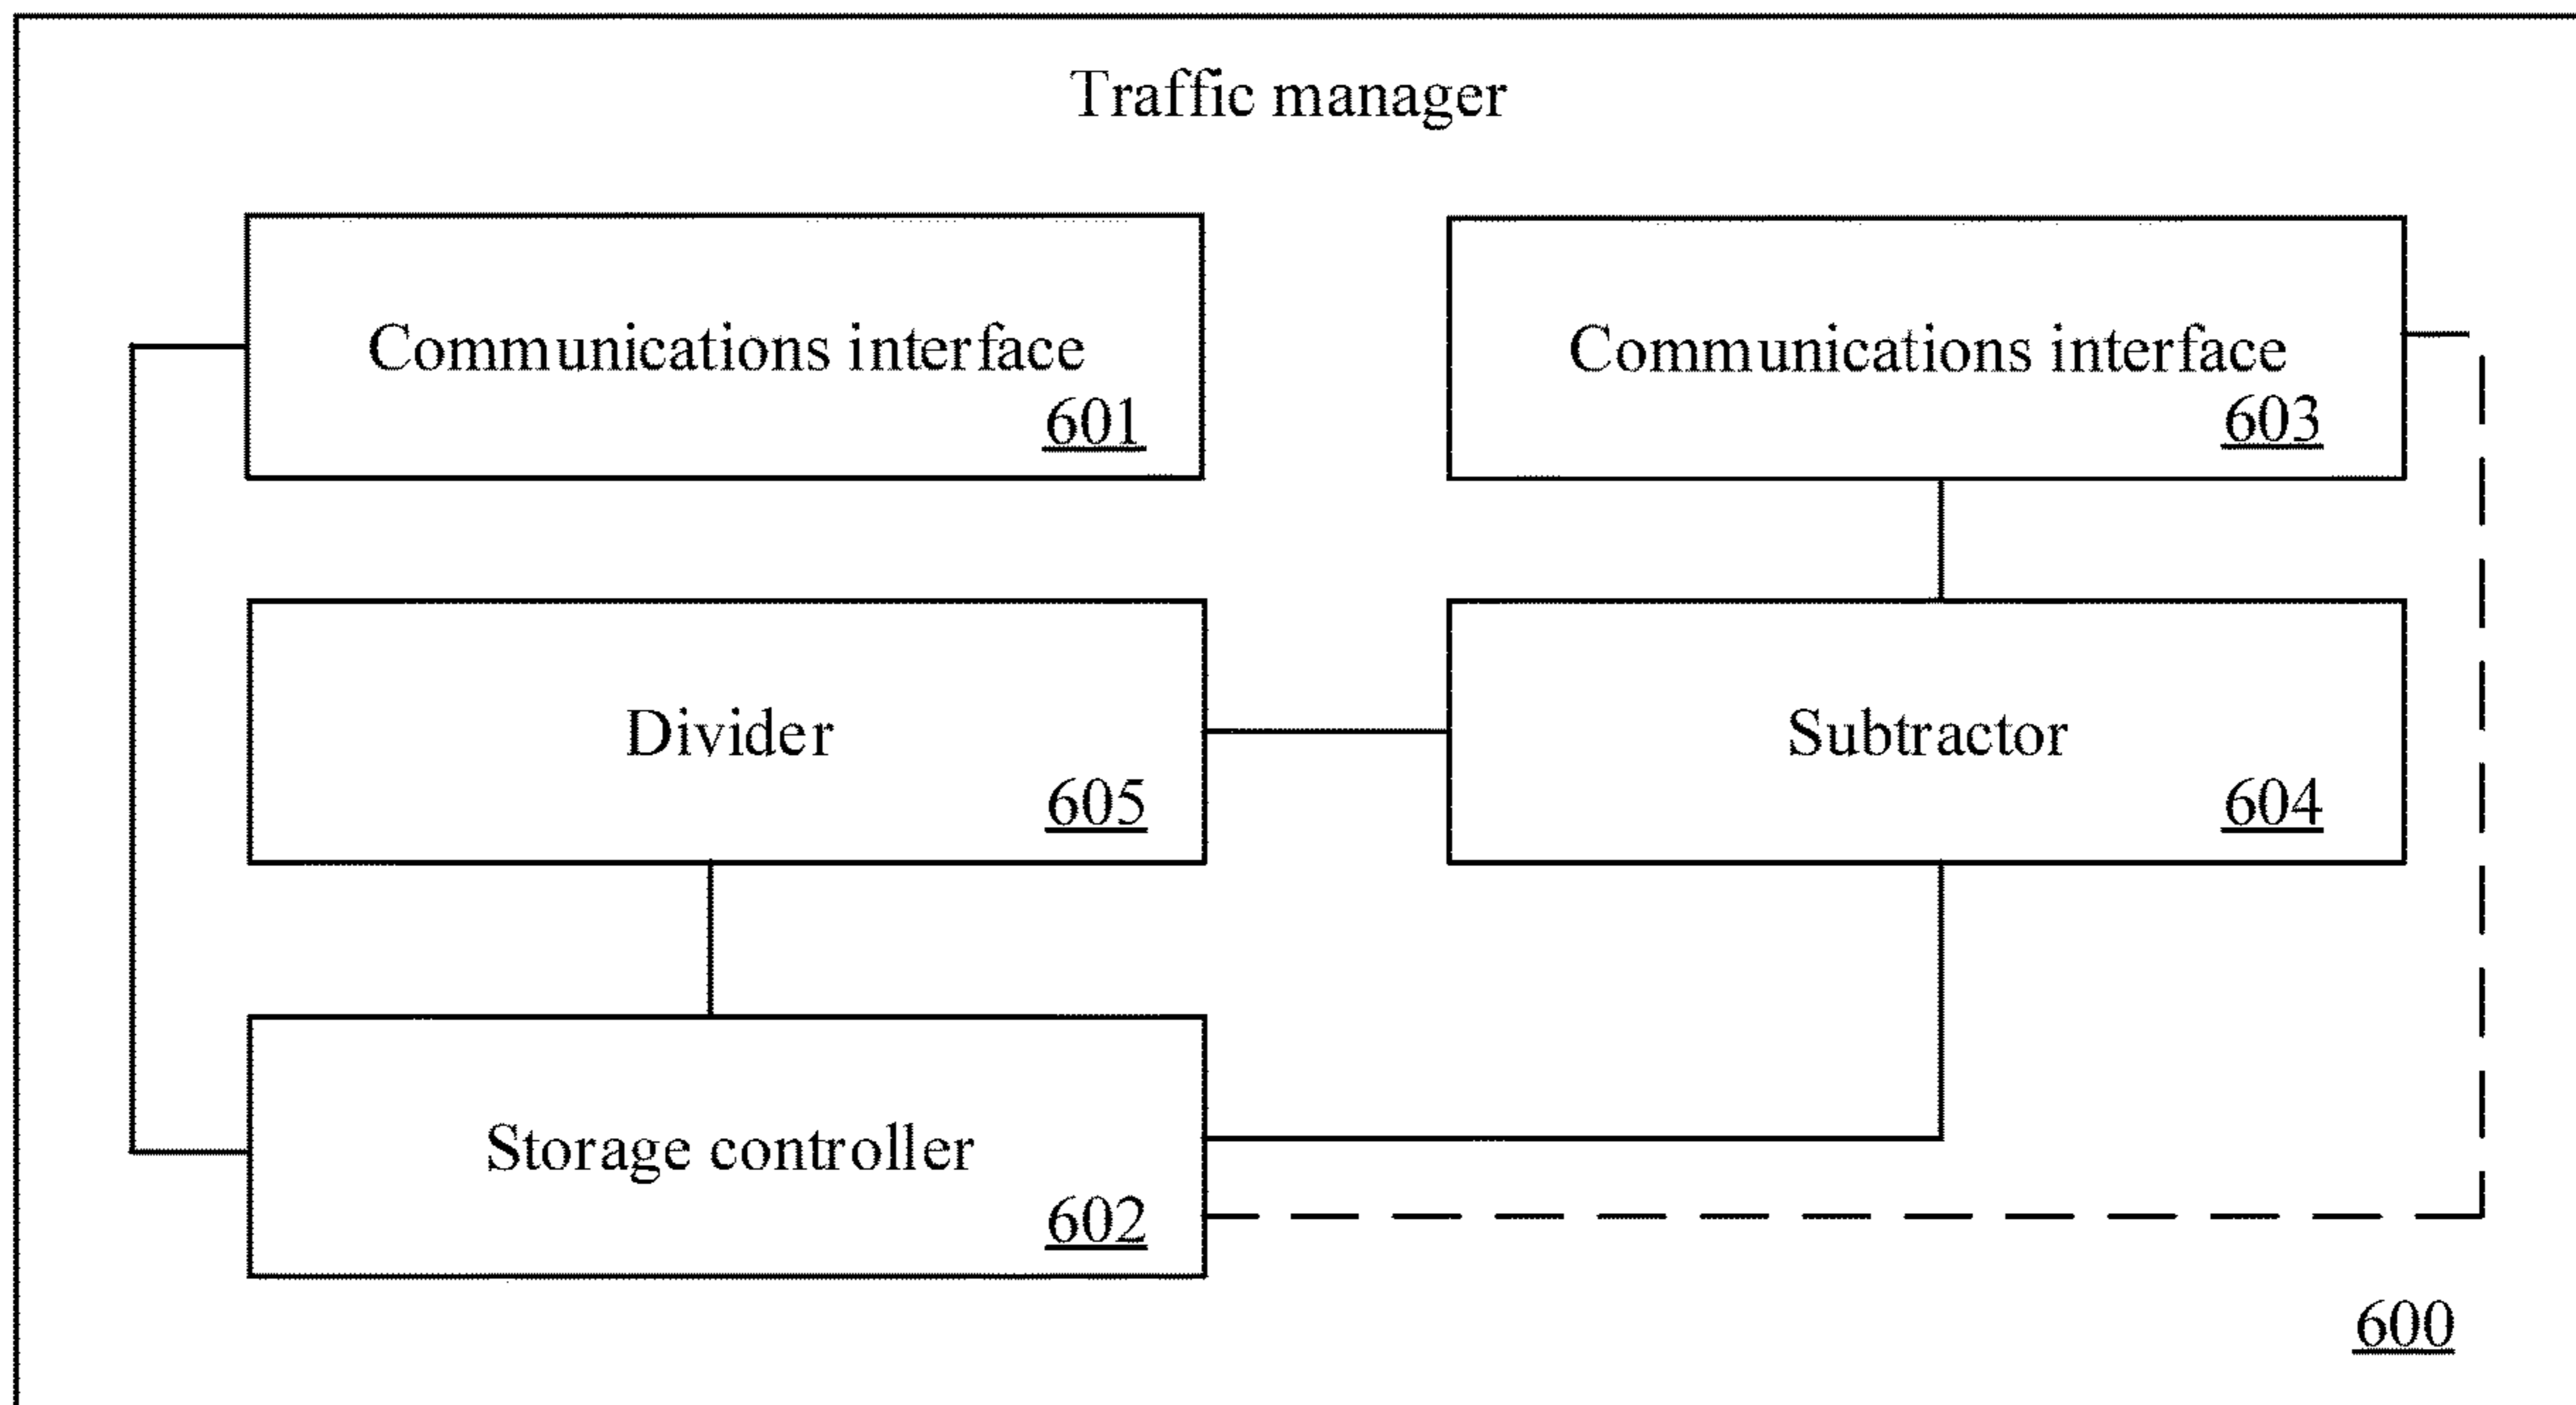 Traffic manager
Communications interface
601
Communications interface
603
Divider
605
Subtractor
604
Storage controller
602
600